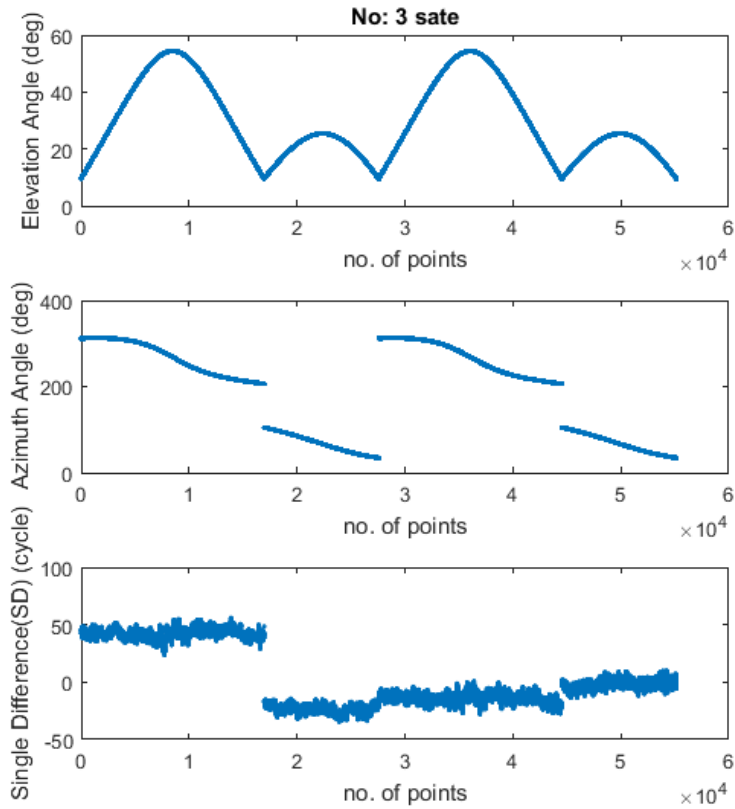 No: 3 sate
Elevation Angle (deg)
60
40
20
0
0 1 2 3 4 5 6
no. of points
×10^4
Azimuth Angle (deg)
400
200
0
0 1 2 3 4 5 6
no. of points
×10^4
Single Difference(SD) (cycle)
100
50
0
-50
0 1 2 3 4 5 6
no. of points
×10^4